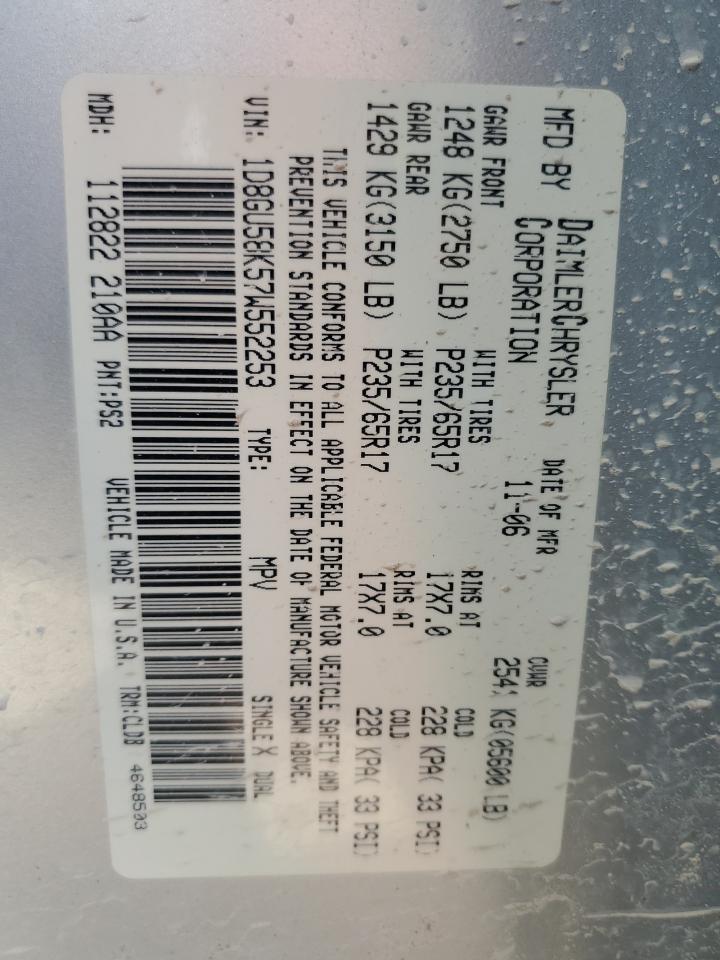 MFD BY DAIMLERCHRYSLER CORPORATION
DATE OF MFR 11-06
GVWR 2541 KG(05600 LB)
GAWR FRONT WITH TIRES RIMS AT COLD
1248 KG(2750 LB) P235/65R17 17X7.0 228 KPA( 33 PSI)
GAWR REAR WITH TIRES RIMS AT COLD
1429 KG(3150 LB) P235/65R17 17X7.0 228 KPA( 33 PSI)
THIS VEHICLE CONFORMS TO ALL APPLICABLE FEDERAL MOTOR VEHICLE SAFETY AND THEFT
PREVENTION STANDARDS IN EFFECT ON THE DATE OF MANUFACTURE SHOWN ABOVE.
VIN: 1D8GU58K57W552253 TYPE: MPV SINGLE X DUAL
MDH: 112822 210AA PNT:PS2 VEHICLE MADE IN U.S.A. TRM:CLDB 4648503